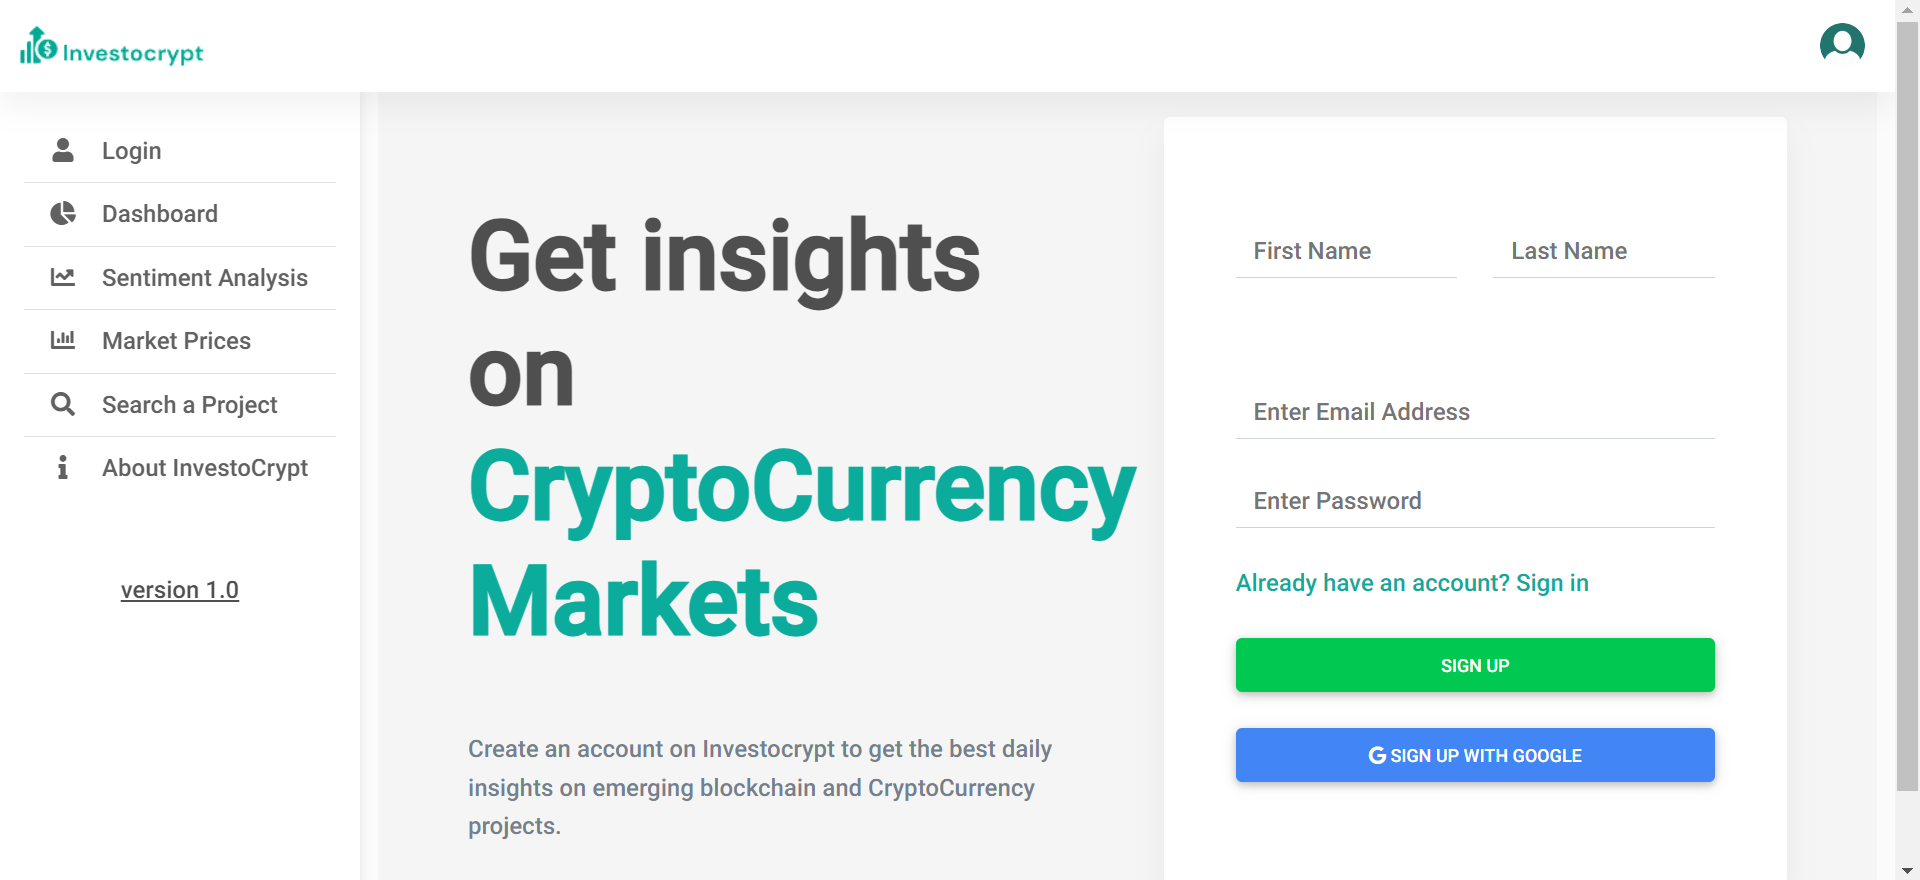 Investocrypt
Login
Dashboard
Sentiment Analysis
Market Prices
Search a Project
About InvestoCrypt
version 1.0
Get insights
on
CryptoCurrency
Markets
Create an account on Investocrypt to get the best daily
insights on emerging blockchain and CryptoCurrency
projects.
First Name
Last Name
Enter Email Address
Enter Password
Already have an account? Sign in
SIGN UP
SIGN UP WITH GOOGLE